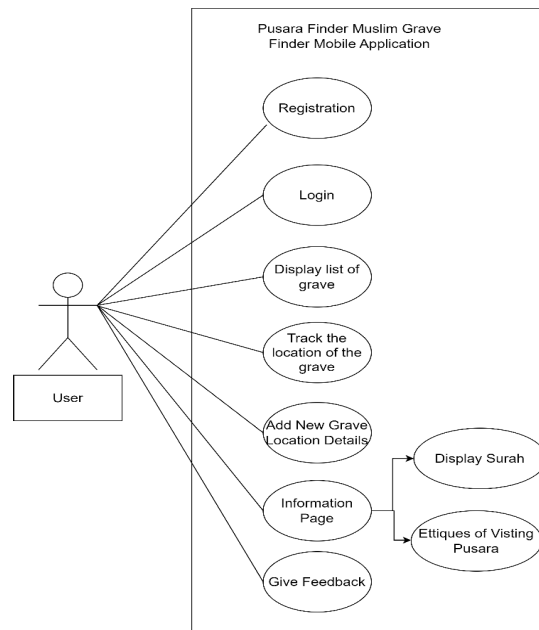 Pusara Finder Muslim Grave
Finder Mobile Application
Registration
Login
Display list of
grave
Track the
location of the
grave
User
Add New Grave
Location Details
Display Surah
Information
Page
Ettiques of Visting
Pusara
Give Feedback